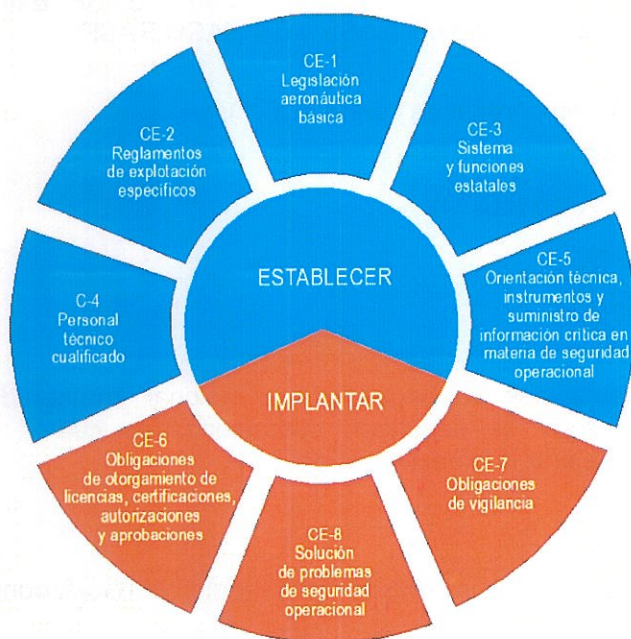 CE-1
Legislación
aeronáutica
básica
CE-2
Reglamentos
de explotación
específicos
CE-3
Sistema
y funciones
estatales
C-4
Personal
técnico
cualificado
ESTABLECER
CE-5
Orientación técnica,
instrumentos y
suministro de
información crítica en
materia de seguridad
operacional
IMPLANTAR
CE-6
Obligaciones
de otorgamiento de
licencias, certificaciones,
autorizaciones
y aprobaciones
CE-7
Obligaciones
de vigilancia
CE-8
Solución
de problemas
de seguridad
operacional